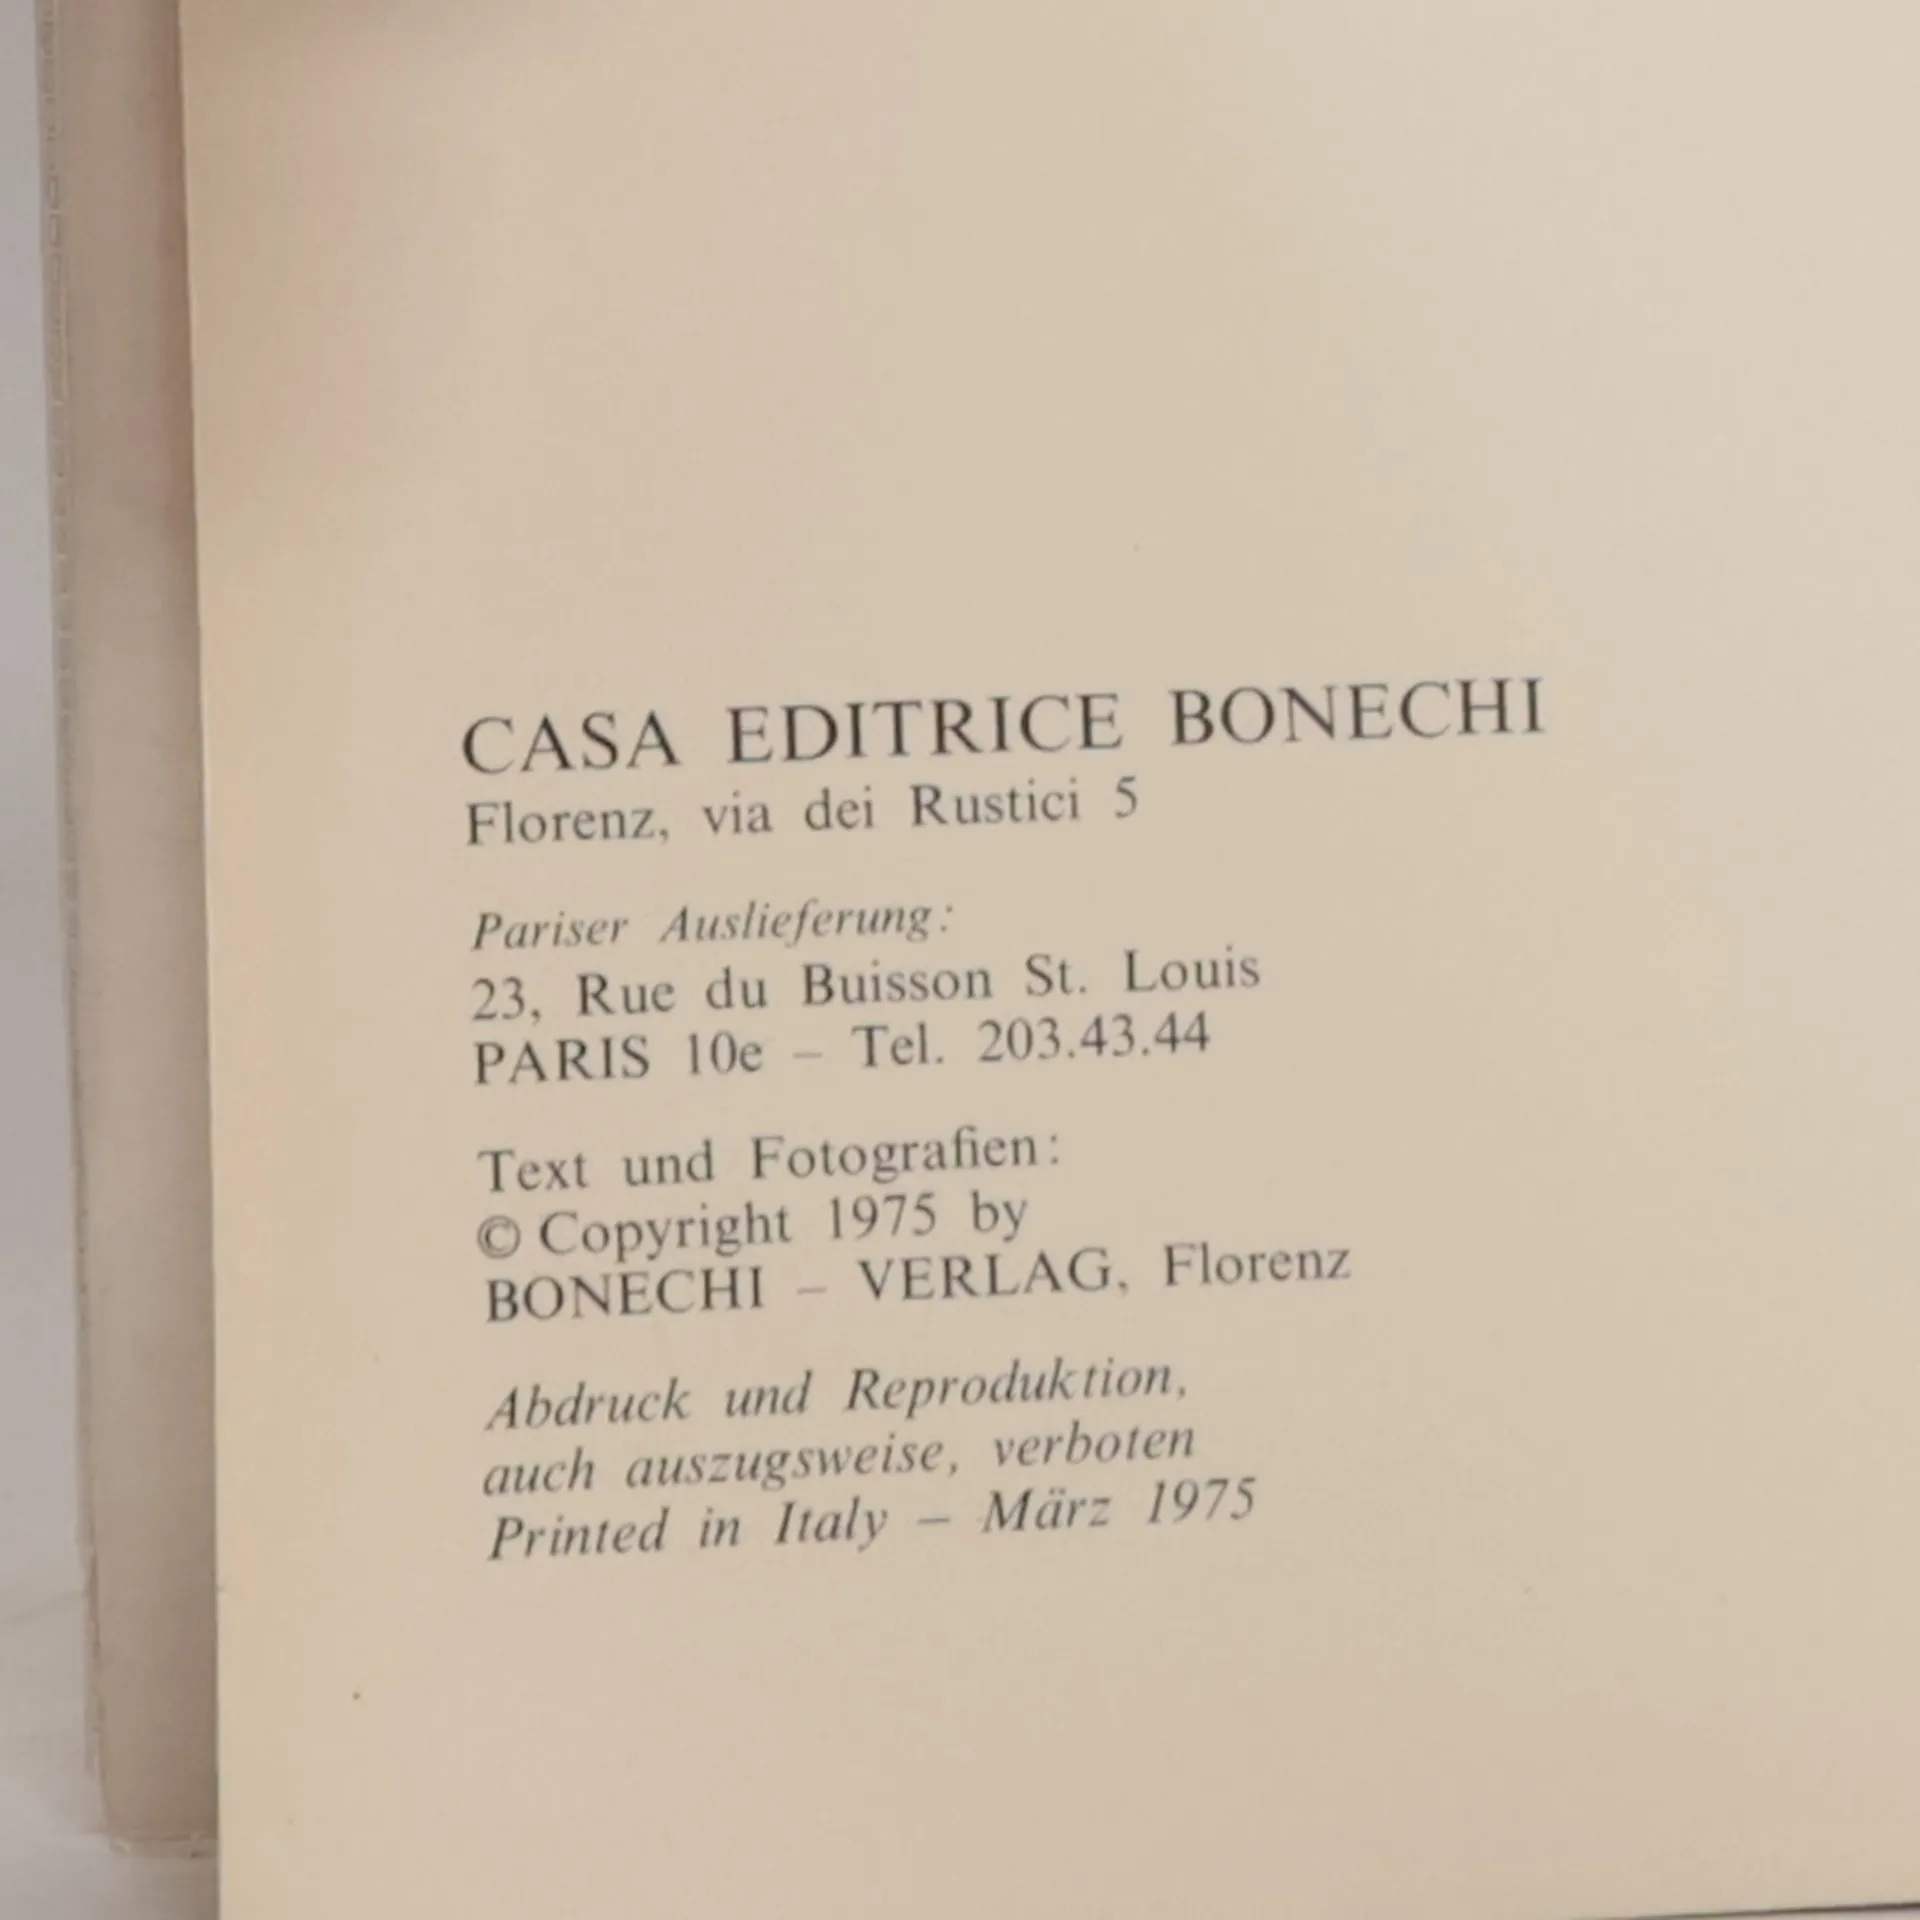 CASA EDITRICE BONECHI
Florenz, via dei Rustici 5
Pariser Auslieferung:
23, Rue du Buisson St. Louis
PARIS 10e – Tel. 203.43.44
Text und Fotografien:
© Copyright 1975 by
BONECHI – VERLAG, Florenz
Abdruck und Reproduktion,
auch auszugsweise, verboten
Printed in Italy – März 1975